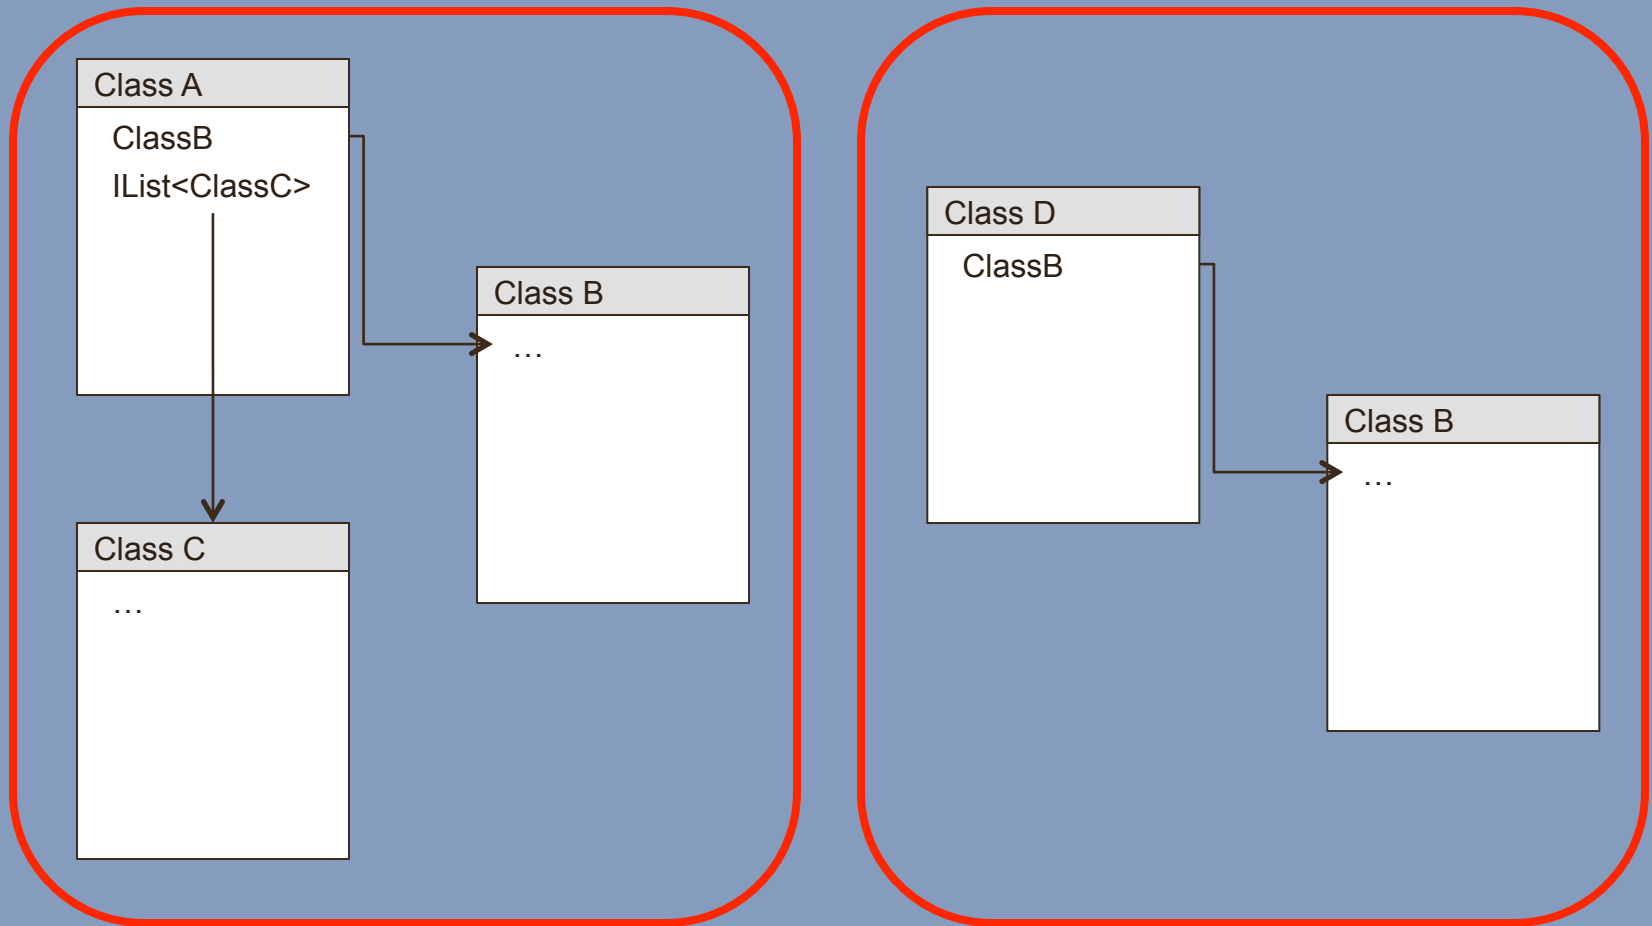 Class A
ClassB
IList<ClassC>
Class B
…
Class C
…
Class D
ClassB
Class B
…